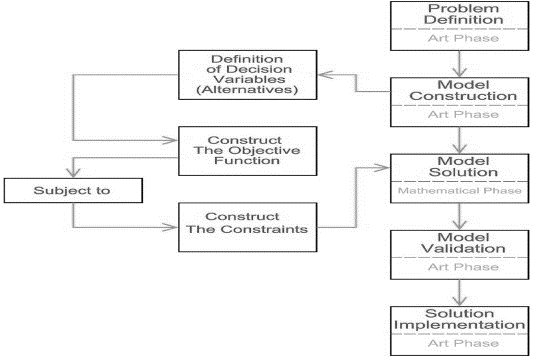 Problem
Definition
Art Phase
Definition
of Decision
Variables
(Alternatives)
Model
Construction
Art Phase
Construct
The Objective
Function
Model
Solution
Mathematical Phase
Subject to
Construct
The Constraints
Model
Validation
Art Phase
Solution
Implementation
Art Phase